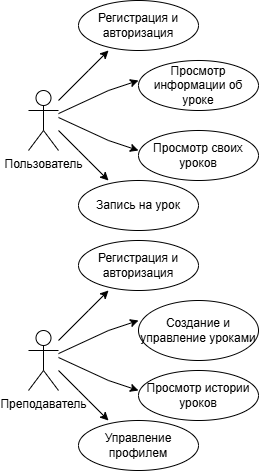 Регистрация и
авторизация
Просмотр
информации об
уроке
Пользователь
Просмотр своих
уроков
Запись на урок
Регистрация и
авторизация
Создание и
управление уроками
Преподаватель
Просмотр истории
уроков
Управление
профилем